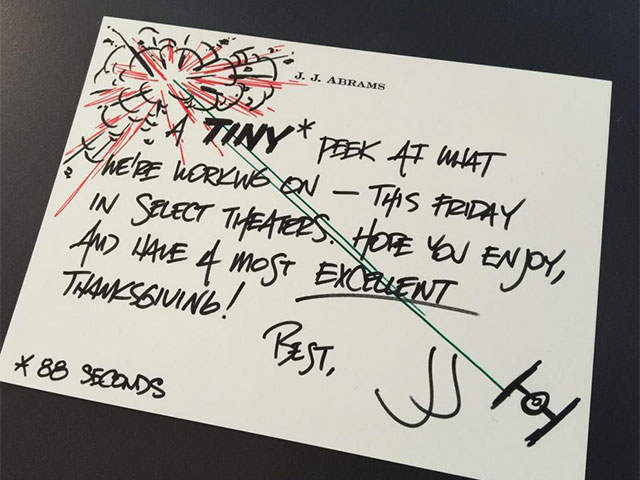 J. J. ABRAMS
A TINY* PEEK AT WHAT
WE'RE WORKING ON — THIS FRIDAY
IN SELECT THEATERS. HOPE YOU ENJOY,
AND HAVE A MOST EXCELLENT
THANKSGIVING!
BEST,
JJ
* 88 SECONDS